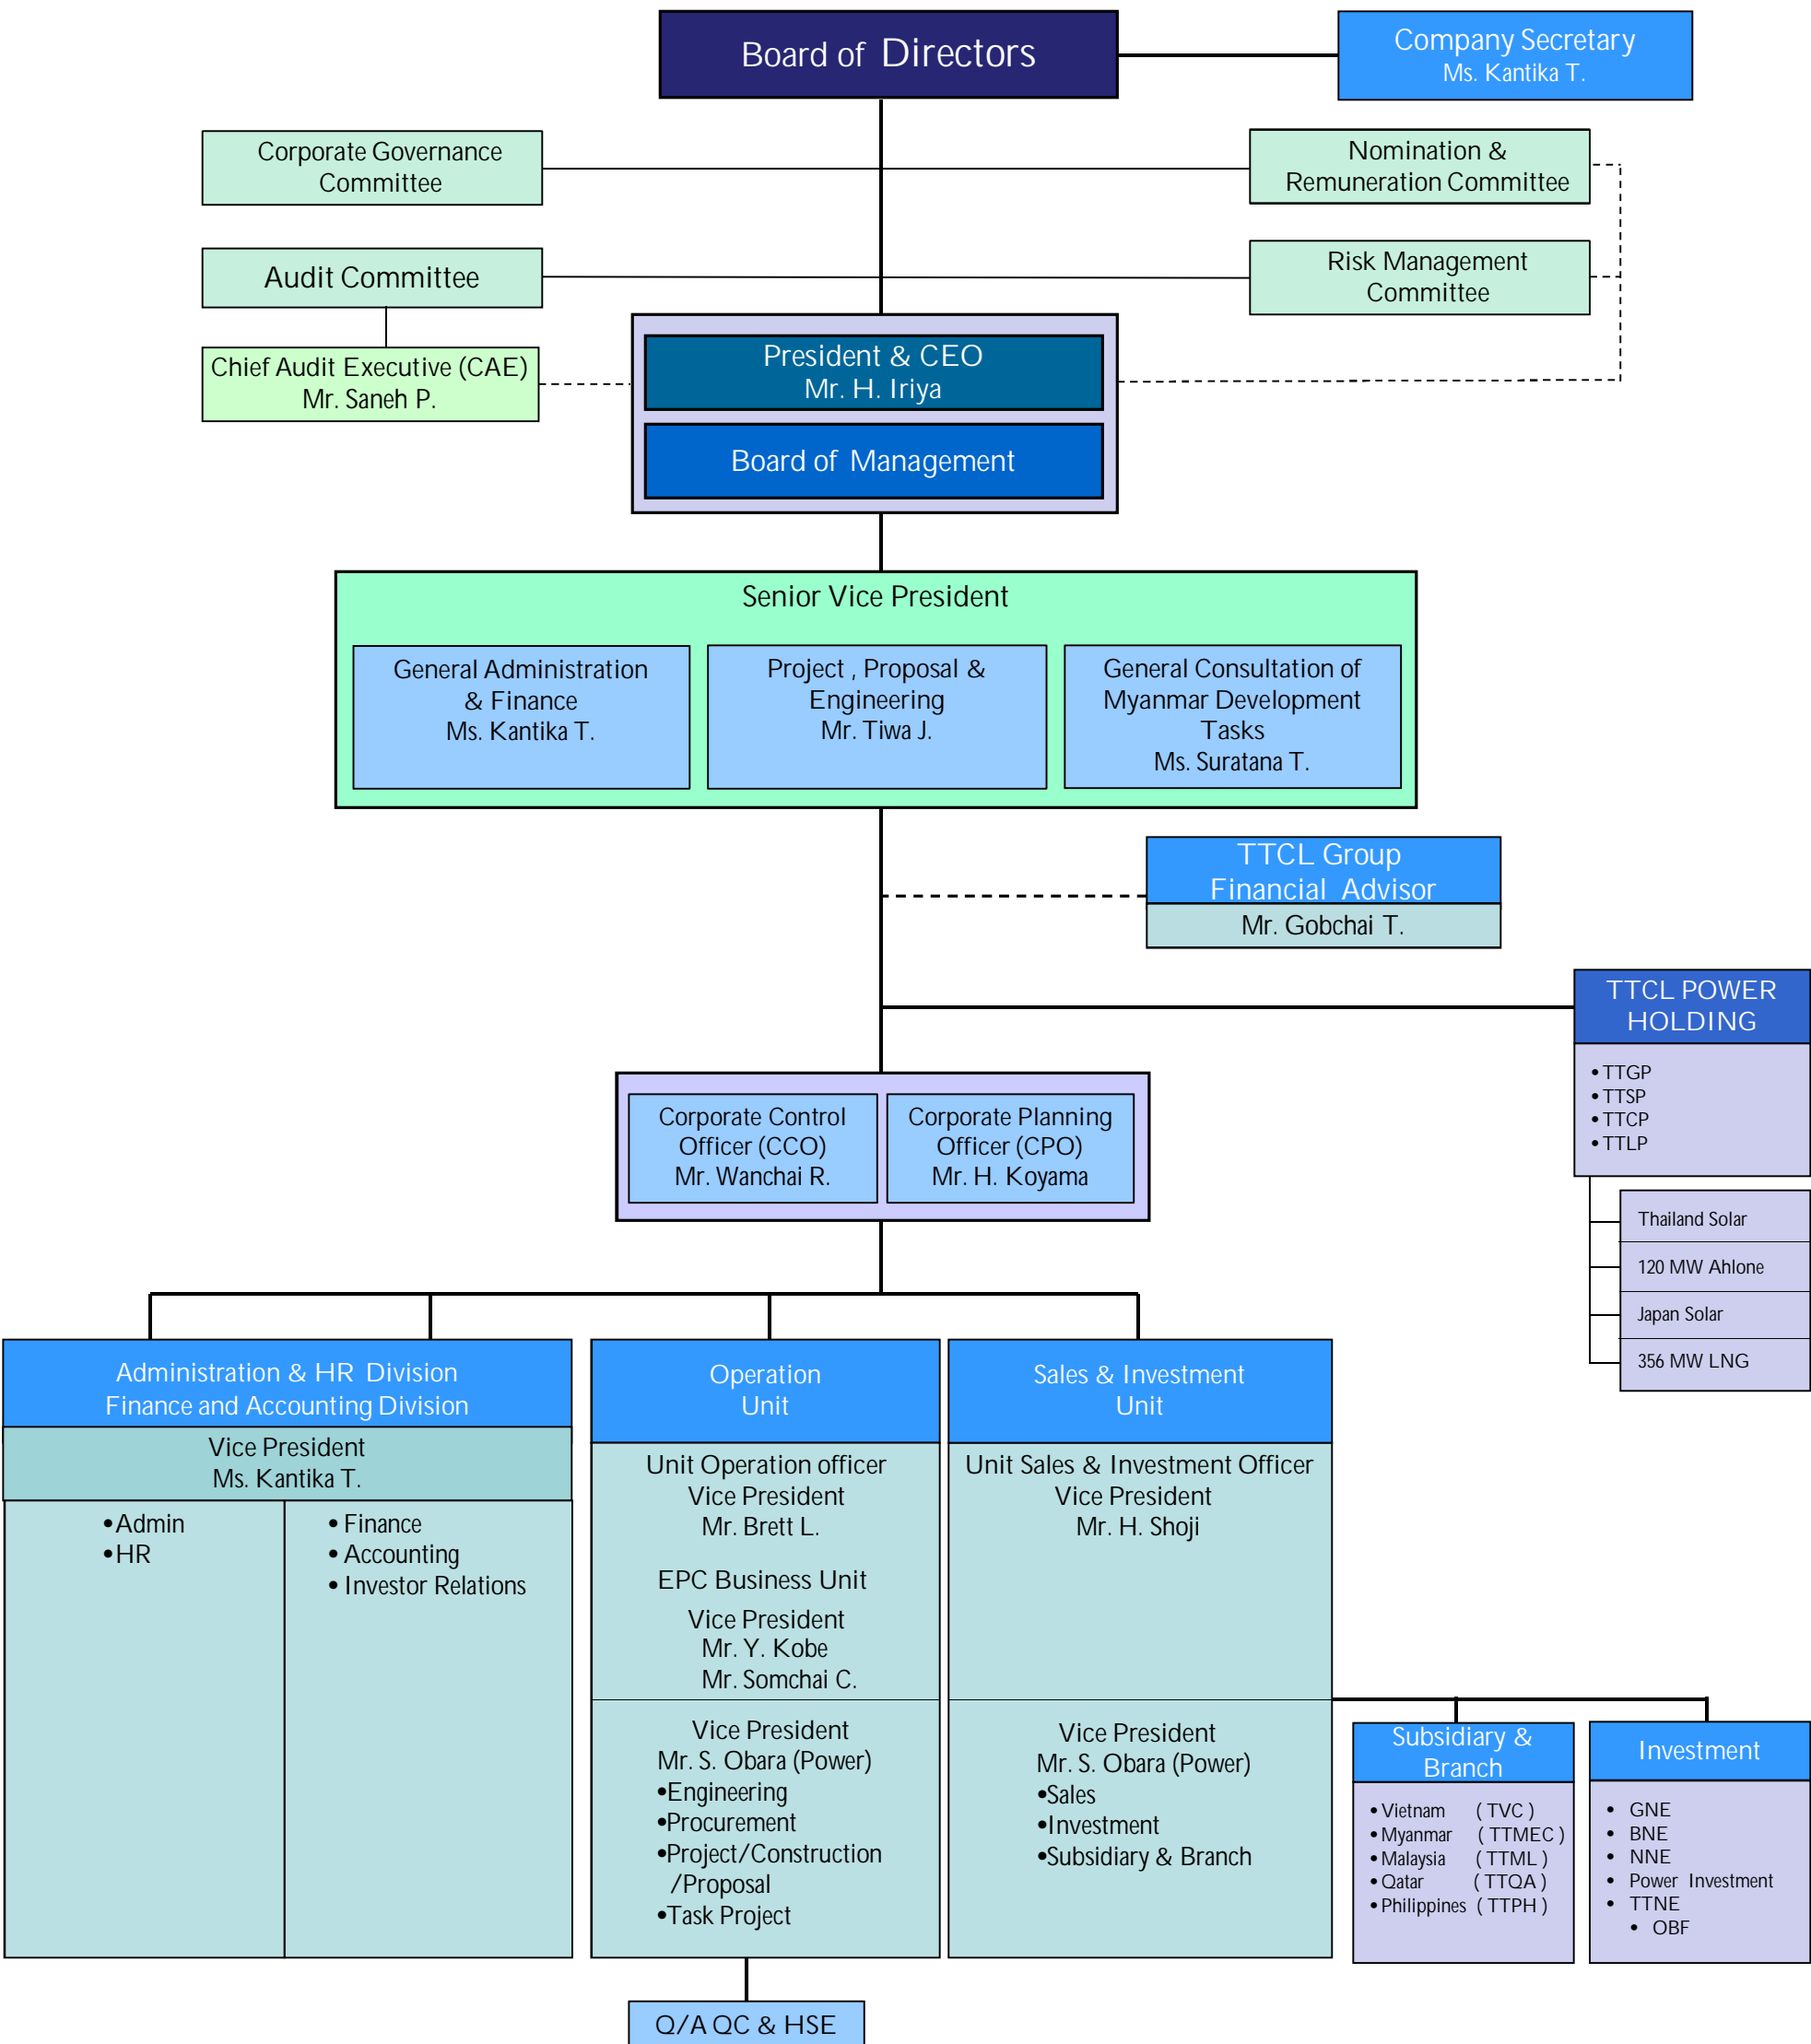 Board of Directors
Company Secretary
Ms. Kantika T.
Corporate Governance
Committee
Nomination &
Remuneration Committee
Audit Committee
Risk Management
Committee
Chief Audit Executive (CAE)
Mr. Saneh P.
President & CEO
Mr. H. Iriya
Board of Management
Senior Vice President
General Administration
& Finance
Ms. Kantika T.
Project , Proposal &
Engineering
Mr. Tiwa J.
General Consultation of
Myanmar Development
Tasks
Ms. Suratana T.
TTCL Group
Financial Advisor
Mr. Gobchai T.
TTCL POWER
HOLDING
• TTGP
• TTSP
• TTCP
• TTLP
Thailand Solar
120 MW Ahlone
Japan Solar
356 MW LNG
Corporate Control
Officer (CCO)
Mr. Wanchai R.
Corporate Planning
Officer (CPO)
Mr. H. Koyama
Administration & HR Division
Finance and Accounting Division
Vice President
Ms. Kantika T.
•Admin
•HR
• Finance
• Accounting
• Investor Relations
Operation
Unit
Unit Operation officer
Vice President
Mr. Brett L.
EPC Business Unit
Vice President
Mr. Y. Kobe
Mr. Somchai C.
Vice President
Mr. S. Obara (Power)
•Engineering
•Procurement
•Project/Construction
/Proposal
•Task Project
Q/A QC & HSE
Sales & Investment
Unit
Unit Sales & Investment Officer
Vice President
Mr. H. Shoji
Vice President
Mr. S. Obara (Power)
•Sales
•Investment
•Subsidiary & Branch
Subsidiary &
Branch
• Vietnam ( TVC )
• Myanmar ( TTMEC )
• Malaysia ( TTML )
• Qatar ( TTQA )
• Philippines ( TTPH )
Investment
• GNE
• BNE
• NNE
• Power Investment
• TTNE
• OBF